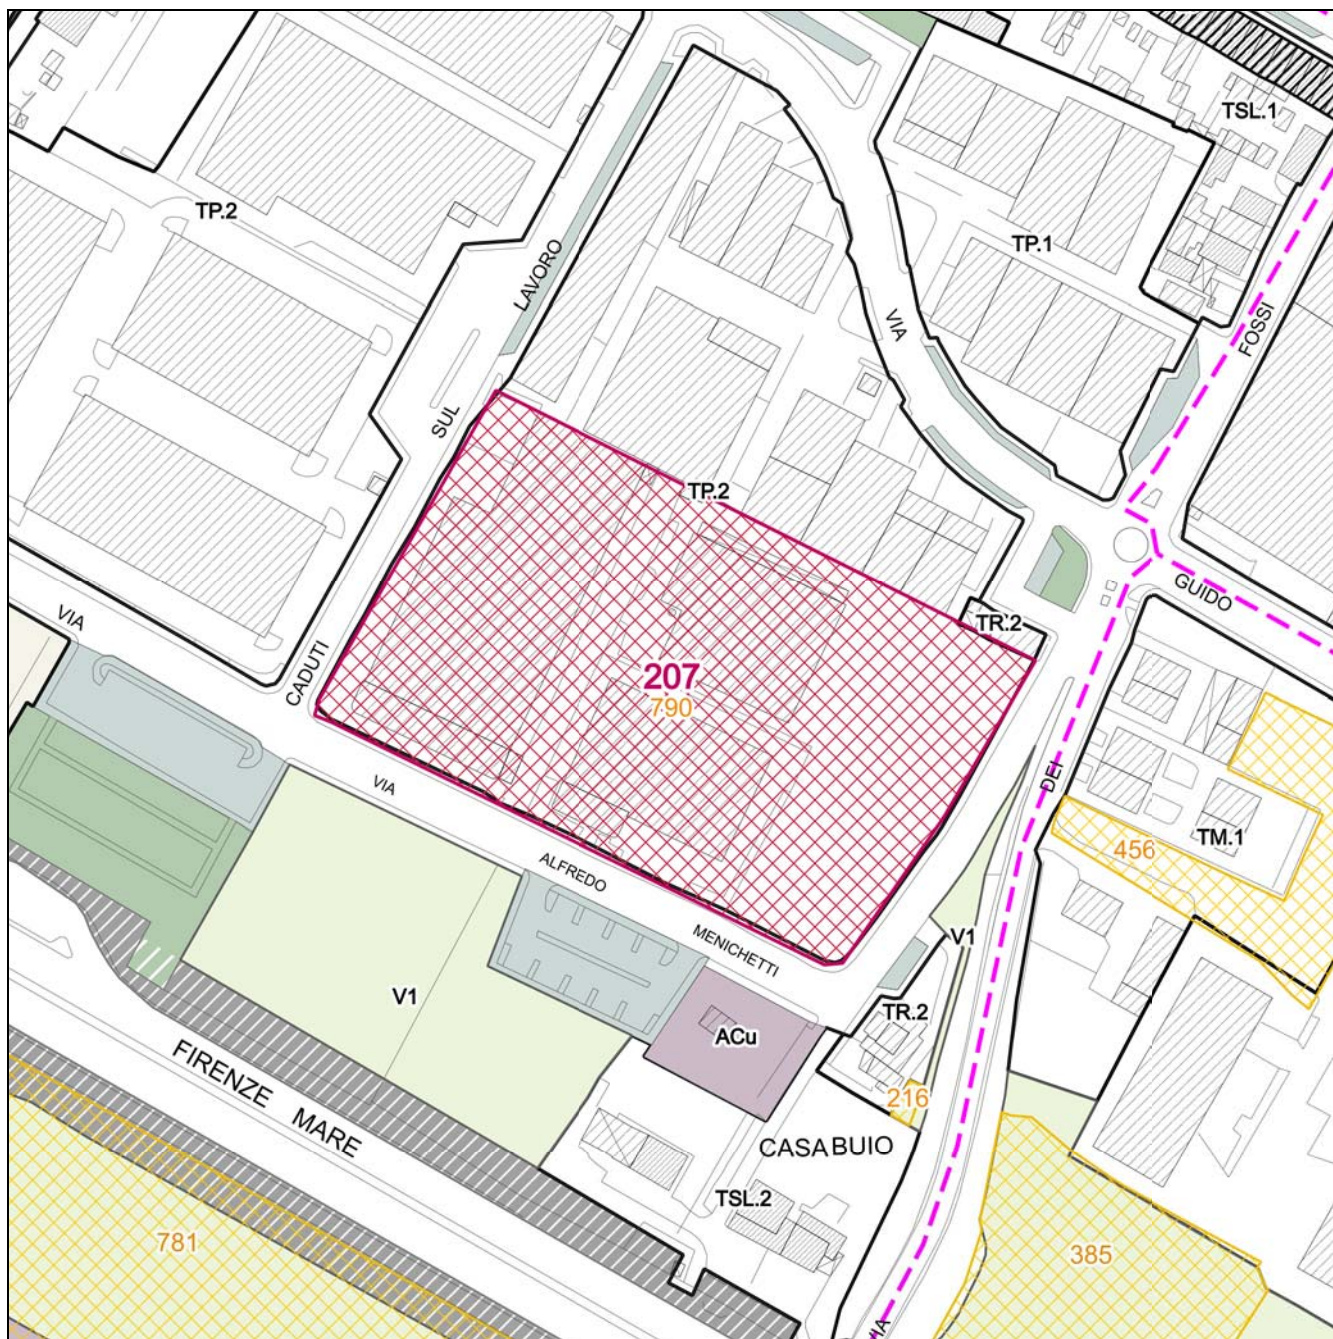 TSL.1
TP.2
TP.1
LAVORO
VIA
FOSSI
SUL
TP.2
GUIDO
VIA
TR.2
CADUTI
207
790
VIA
DEI
TM.1
456
ALFREDO
MENICHETTI
V1
V1
TR.2
ACu
FIRENZE MARE
216
CASABUIO
TSL.2
781
385
VIA